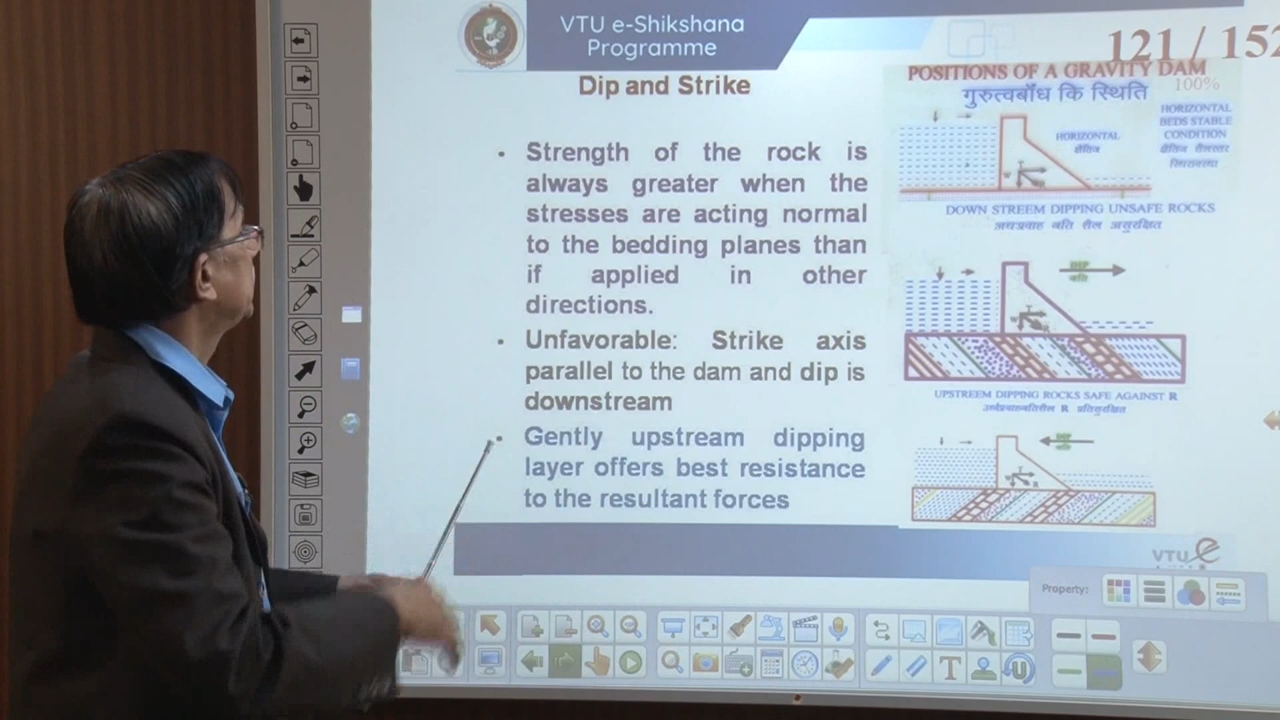 VTU e-Shikshana
Programme
121 / 152
100%
Dip and Strike
· Strength of the rock is
always greater when the
stresses are acting normal
to the bedding planes than
if applied in other
directions.
· Unfavorable: Strike axis
parallel to the dam and dip is
downstream
· Gently upstream dipping
layer offers best resistance
to the resultant forces
POSITIONS OF A GRAVITY DAM
गुरुत्वबाँध कि स्थिति
HORIZONTAL
क्षैतिज
HORIZONTAL
BEDS STABLE
CONDITION
DOWN STREEM DIPPING UNSAFE ROCKS
DIP
UPSTREEM DIPPING ROCKS SAFE AGAINST R
DIP
R
VTU e
Property: